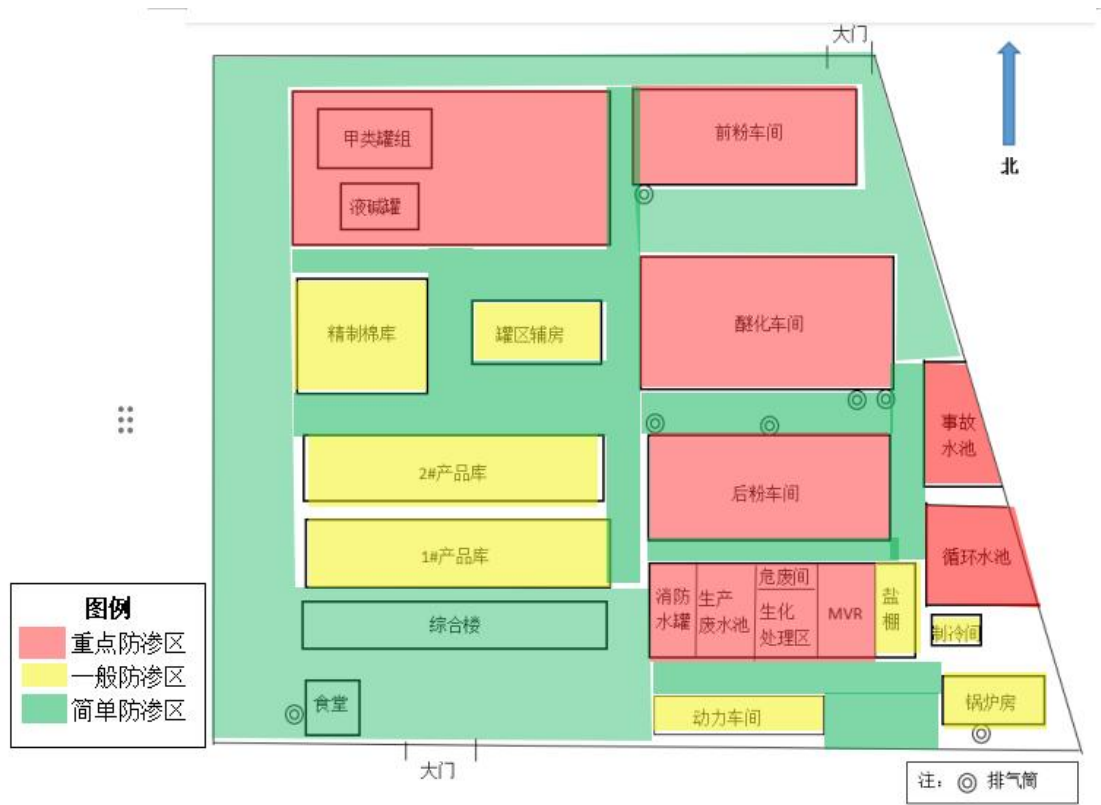 大门
甲类罐组
前粉车间
液碱罐
北
精制棉库
罐区辅房
醚化车间
事故
水池
2#产品库
后粉车间
1#产品库
循环水池
消防
水罐
生产
废水池
危废间
生化
处理区
MVR
盐
棚
制冷间
综合楼
食堂
动力车间
锅炉房
大门
图例
重点防渗区
一般防渗区
简单防渗区
注：◎ 排气筒